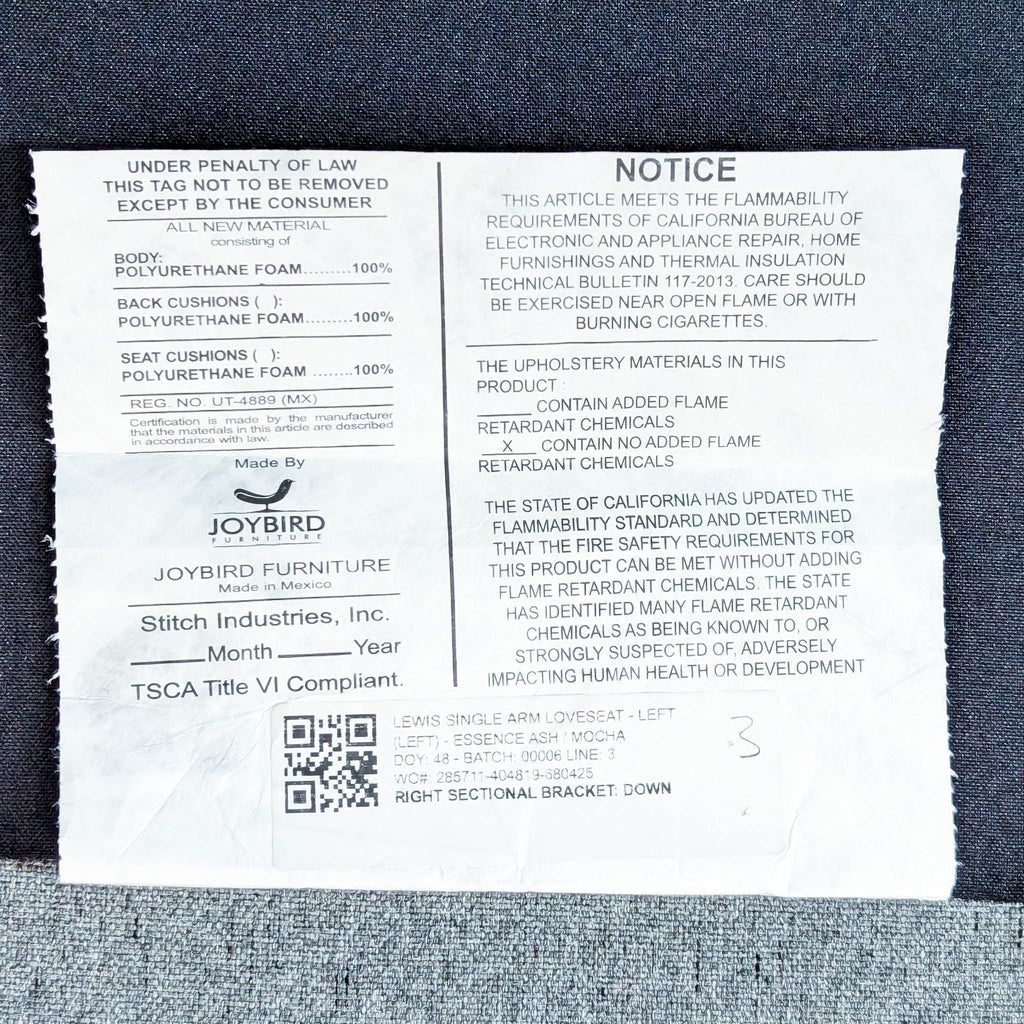 UNDER PENALTY OF LAW
THIS TAG NOT TO BE REMOVED
EXCEPT BY THE CONSUMER
ALL NEW MATERIAL
consisting of
BODY:
POLYURETHANE FOAM.........100%
BACK CUSHIONS ( ):
POLYURETHANE FOAM.........100%
SEAT CUSHIONS ( ):
POLYURETHANE FOAM .......100%
REG. NO. UT-4889 (MX)
Certification is made by the manufacturer
that the materials in this article are described
in accordance with law.
Made By
JOYBIRD
FURNITURE
JOYBIRD FURNITURE
Made in Mexico
Stitch Industries, Inc.
______Month ______Year
TSCA Title VI Compliant.
NOTICE
THIS ARTICLE MEETS THE FLAMMABILITY
REQUIREMENTS OF CALIFORNIA BUREAU OF
ELECTRONIC AND APPLIANCE REPAIR, HOME
FURNISHINGS AND THERMAL INSULATION
TECHNICAL BULLETIN 117-2013. CARE SHOULD
BE EXERCISED NEAR OPEN FLAME OR WITH
BURNING CIGARETTES.
THE UPHOLSTERY MATERIALS IN THIS
PRODUCT :
_____ CONTAIN ADDED FLAME
RETARDANT CHEMICALS
__X__ CONTAIN NO ADDED FLAME
RETARDANT CHEMICALS
THE STATE OF CALIFORNIA HAS UPDATED THE
FLAMMABILITY STANDARD AND DETERMINED
THAT THE FIRE SAFETY REQUIREMENTS FOR
THIS PRODUCT CAN BE MET WITHOUT ADDING
FLAME RETARDANT CHEMICALS. THE STATE
HAS IDENTIFIED MANY FLAME RETARDANT
CHEMICALS AS BEING KNOWN TO, OR
STRONGLY SUSPECTED OF, ADVERSELY
IMPACTING HUMAN HEALTH OR DEVELOPMENT
LEWIS SINGLE ARM LOVESEAT - LEFT
(LEFT) - ESSENCE ASH / MOCHA
DOY: 48 - BATCH: 00006 LINE: 3
WO#: 285711-404819-680425
RIGHT SECTIONAL BRACKET: DOWN
3